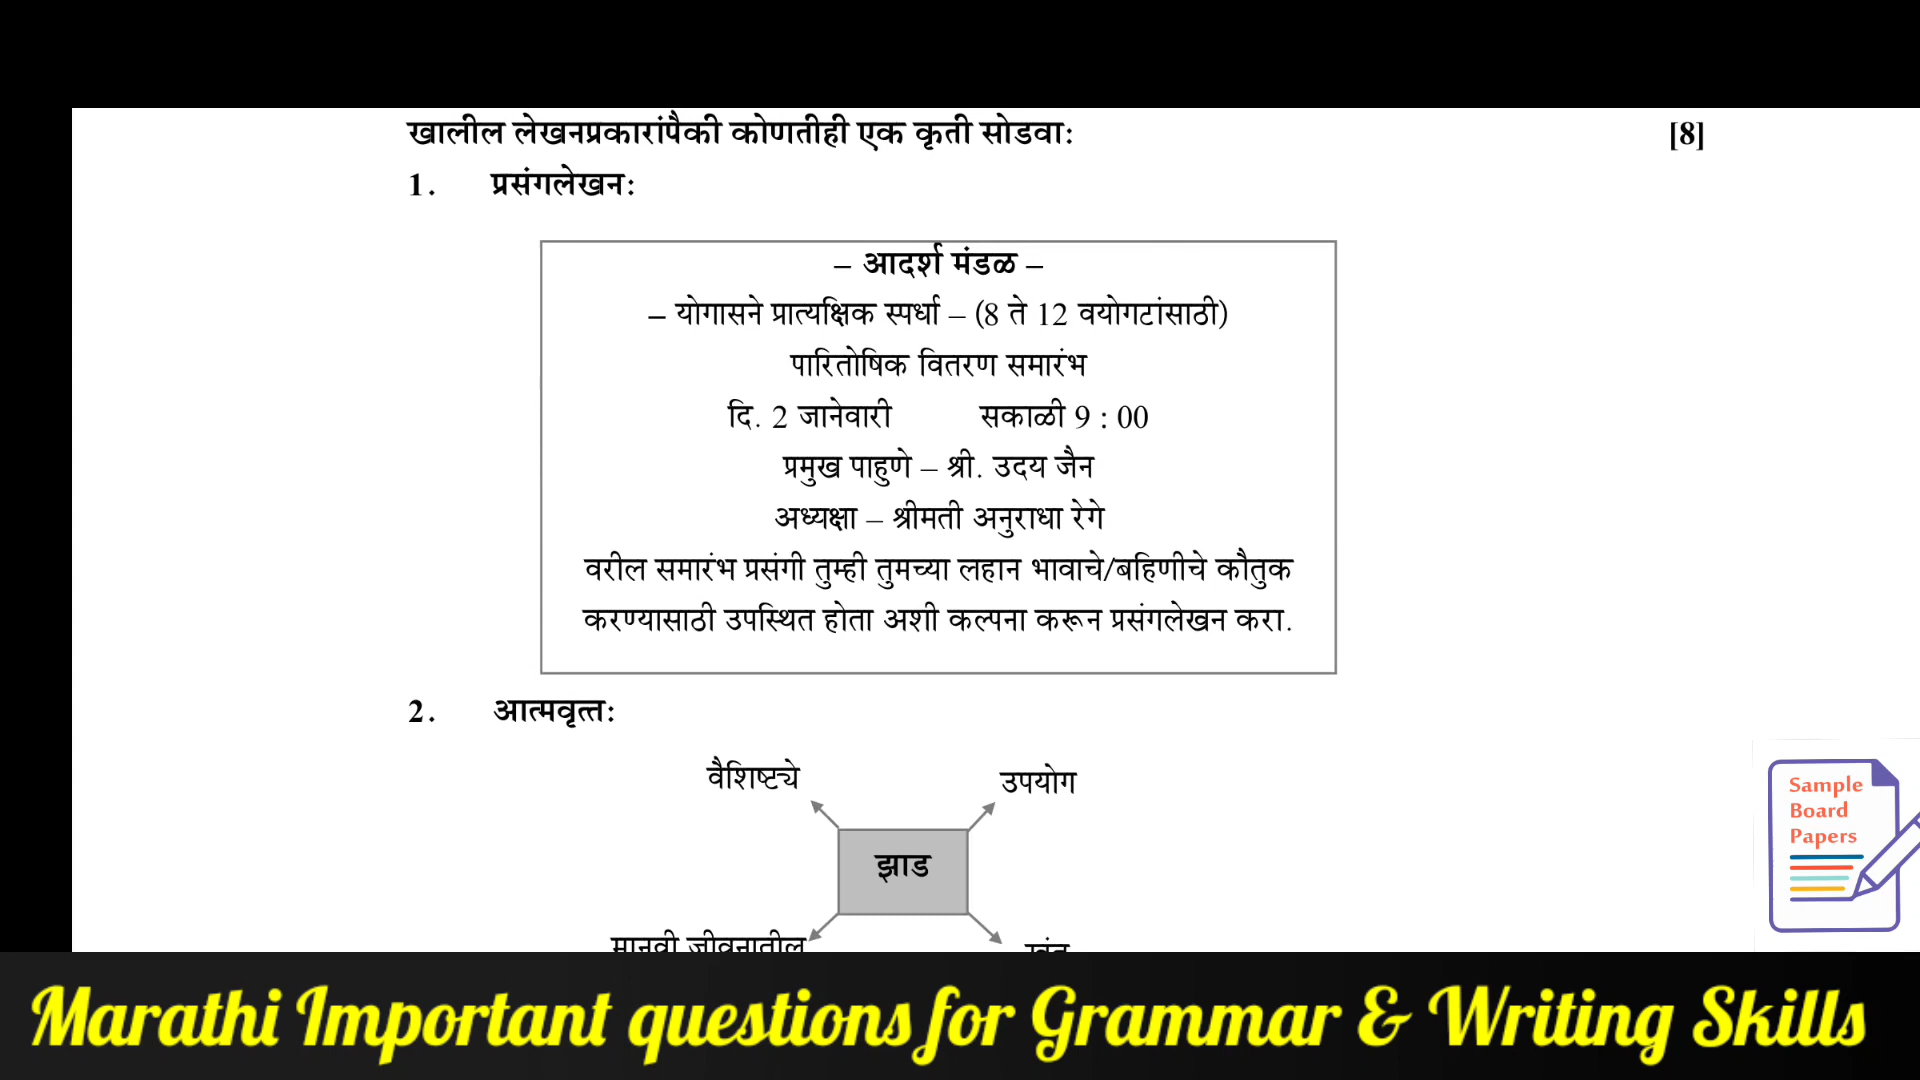 खालील लेखनप्रकारांपैकी कोणतीही एक कृती सोडवाः [8]
1. प्रसंगलेखनः
– आदर्श मंडळ –
– योगासने प्रात्यक्षिक स्पर्धा – (8 ते 12 वयोगटांसाठी)
पारितोषिक वितरण समारंभ
दि. 2 जानेवारी सकाळी 9 : 00
प्रमुख पाहुणे – श्री. उदय जैन
अध्यक्षा – श्रीमती अनुराधा रेगे
वरील समारंभ प्रसंगी तुम्ही तुमच्या लहान भावाचे/बहिणीचे कौतुक
करण्यासाठी उपस्थित होता अशी कल्पना करून प्रसंगलेखन करा.
2. आत्मवृत्तः
वैशिष्ट्ये उपयोग
झाड
मानवी जीवनातील
Sample
Board
Papers
Marathi Important questions for Grammar & Writing Skills